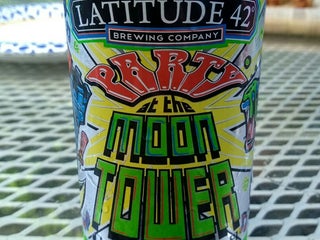 LATITUDE 42
BREWING COMPANY
PARTY
at the
MOON
TOWER